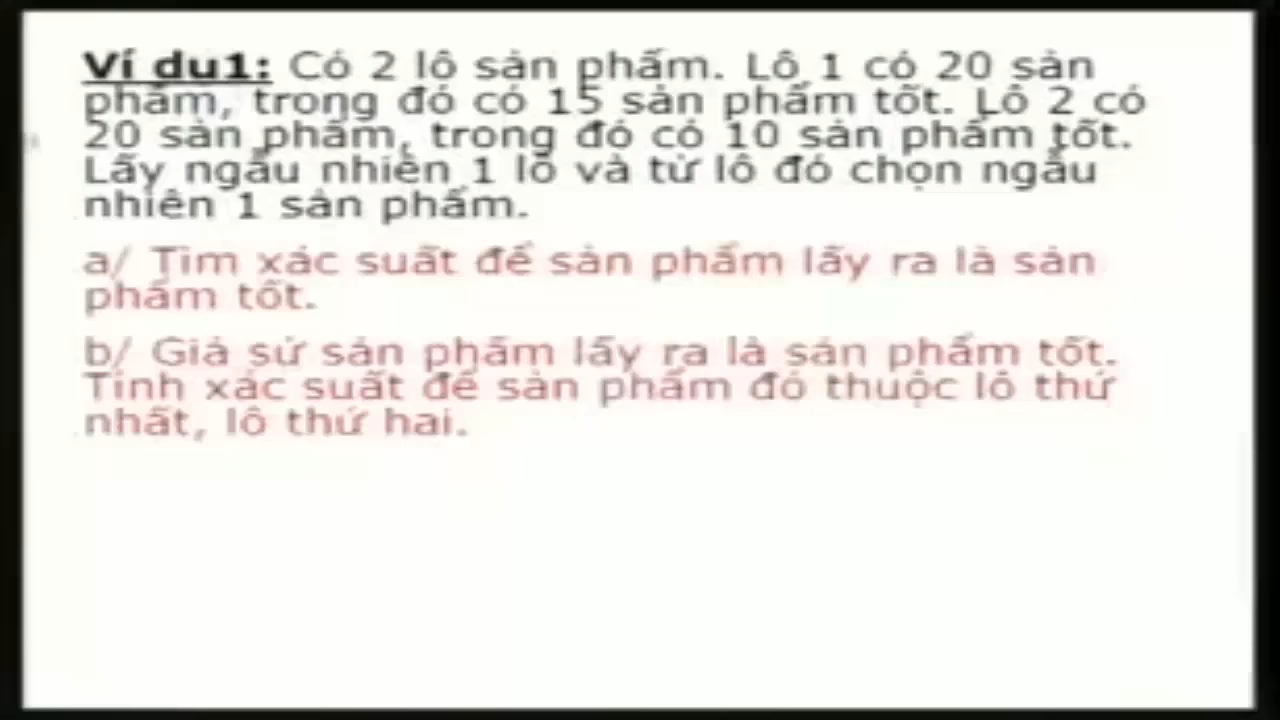 Ví dụ1: Có 2 lô sản phẩm. Lô 1 có 20 sản
phẩm, trong đó có 15 sản phẩm tốt. Lô 2 có
20 sản phẩm, trong đó có 10 sản phẩm tốt.
Lấy ngẫu nhiên 1 lô và từ lô đó chọn ngẫu
nhiên 1 sản phẩm.
a/ Tìm xác suất để sản phẩm lấy ra là sản
phẩm tốt.
b/ Giả sử sản phẩm lấy ra là sản phẩm tốt.
Tính xác suất để sản phẩm đó thuộc lô thứ
nhất, lô thứ hai.